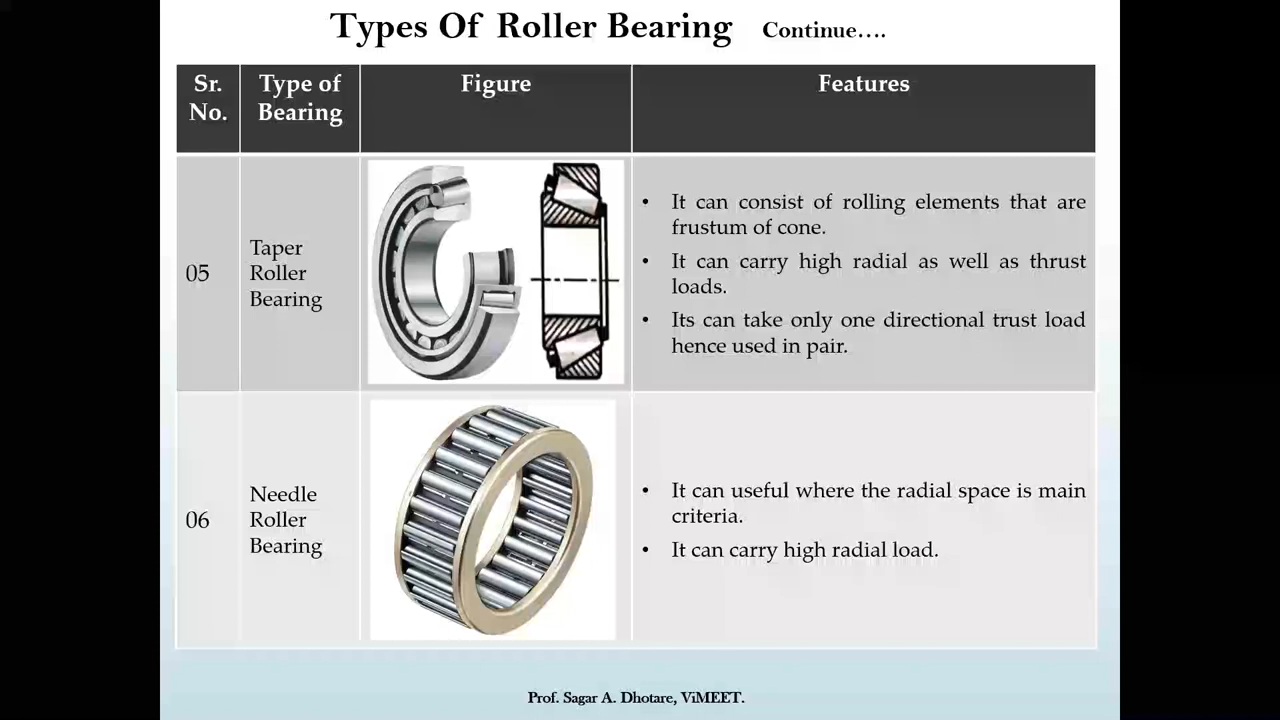 Types Of Roller Bearing Continue….
Sr.
No.
Type of
Bearing
Figure
Features
05
Taper
Roller
Bearing
• It can consist of rolling elements that are
frustum of cone.
• It can carry high radial as well as thrust
loads.
• Its can take only one directional trust load
hence used in pair.
06
Needle
Roller
Bearing
• It can useful where the radial space is main
criteria.
• It can carry high radial load.
Prof. Sagar A. Dhotare, ViMEET.